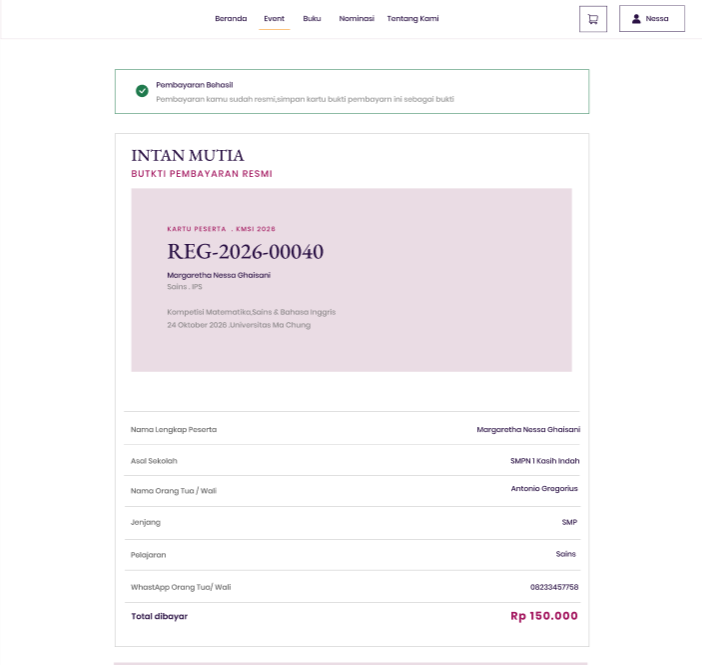 Beranda Event Buku Nominasi Tentang Kami Nessa
Pembayaran Behasil
Pembayaran kamu sudah resmi,simpan kartu bukti pembayarn ini sebagai bukti
INTAN MUTIA
BUTKTI PEMBAYARAN RESMI
KARTU PESERTA . KMSI 2026
REG-2026-00040
Margaretha Nessa Ghaisani
Sains . IPS
Kompetisi Matematika,Sains & Bahasa Inggris
24 Oktober 2026 .Universitas Ma Chung
Nama Lengkap Peserta Margaretha Nessa Ghaisani
Asal Sekolah SMPN 1 Kasih Indah
Nama Orang Tua / Wali Antonio Gregorius
Jenjang SMP
Pelajaran Sains
WhastApp Orang Tua/ Wali 08233457758
Total dibayar Rp 150.000